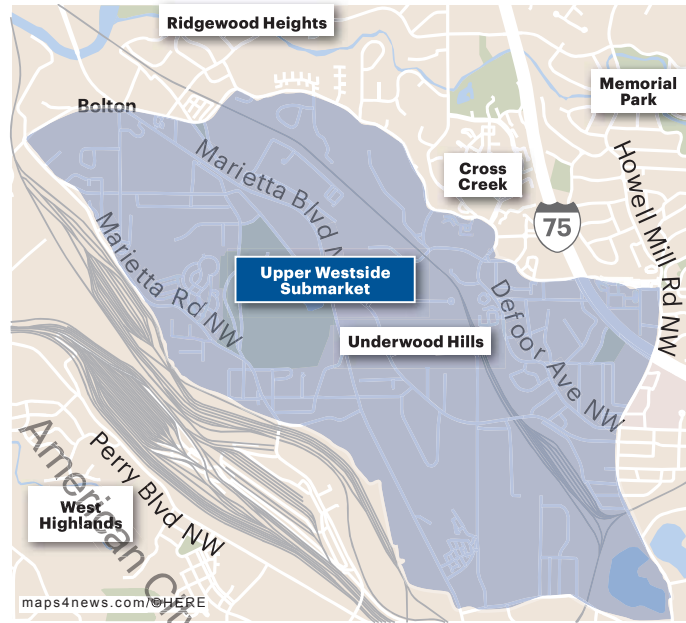 Ridgewood Heights
Bolton
Memorial
Park
Marietta Blvd N
Cross
Creek
Howell Mill Rd NW
75
Marietta Rd NW
Upper Westside
Submarket
Underwood Hills
Defoor Ave NW
Perry Blvd NW
American City
West
Highlands
maps4news.com/©HERE